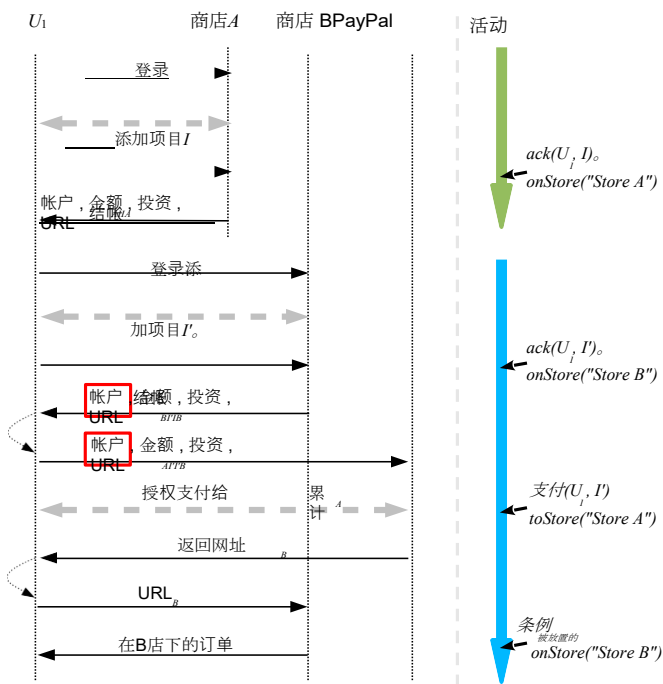 U1 商店A 商店 BPayPal 活动
登录
添加项目I
ack(U1, I)。
onStore("Store A")
帐户 , 金额 , 投资 ,
结帐 A
URL
登录添
加项目I'。
ack(U1, I')。
onStore("Store B")
帐户 , 金额 , 投资 ,
URL BI'IB
帐户 , 金额 , 投资 ,
URL AI'I'B
授权支付给 累计 A
支付(U1, I')
toStore("Store A")
返回网址 B
URLB
条例
被放置的
在B店下的订单
onStore("Store B")